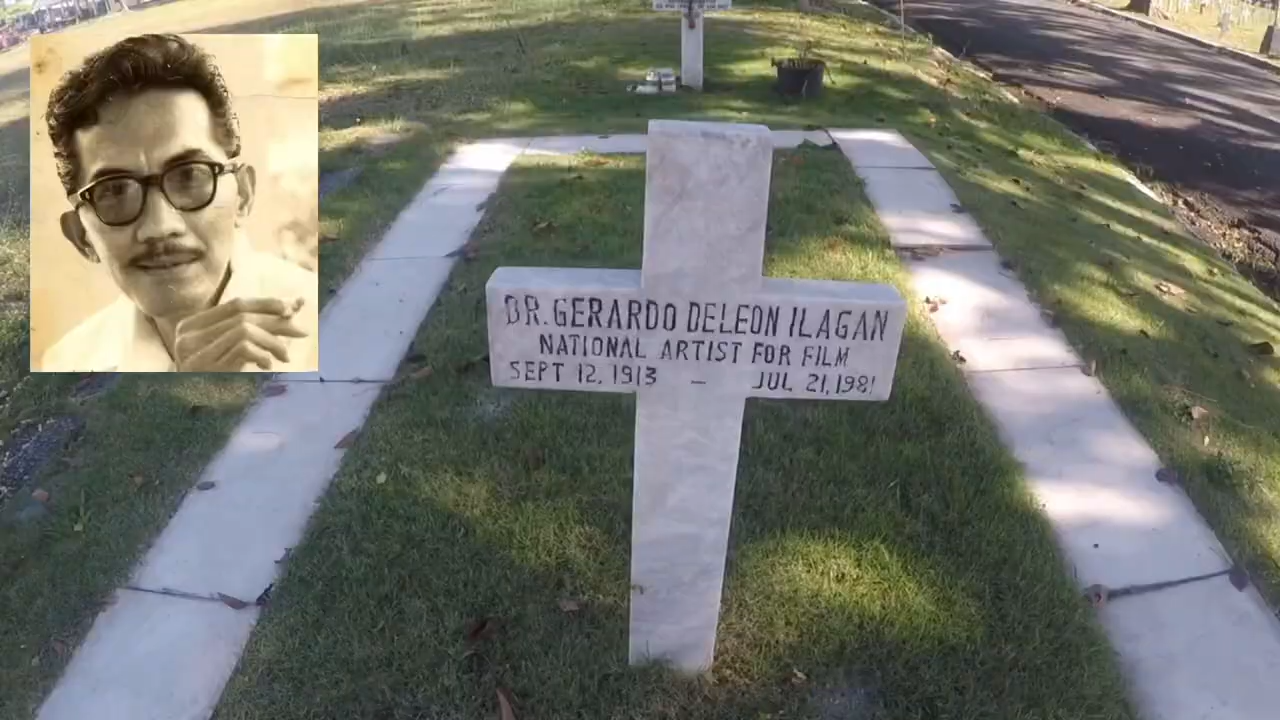 DR. GERARDO DELEON ILAGAN
NATIONAL ARTIST FOR FILM
SEPT 12, 1913 – JUL 21, 1981